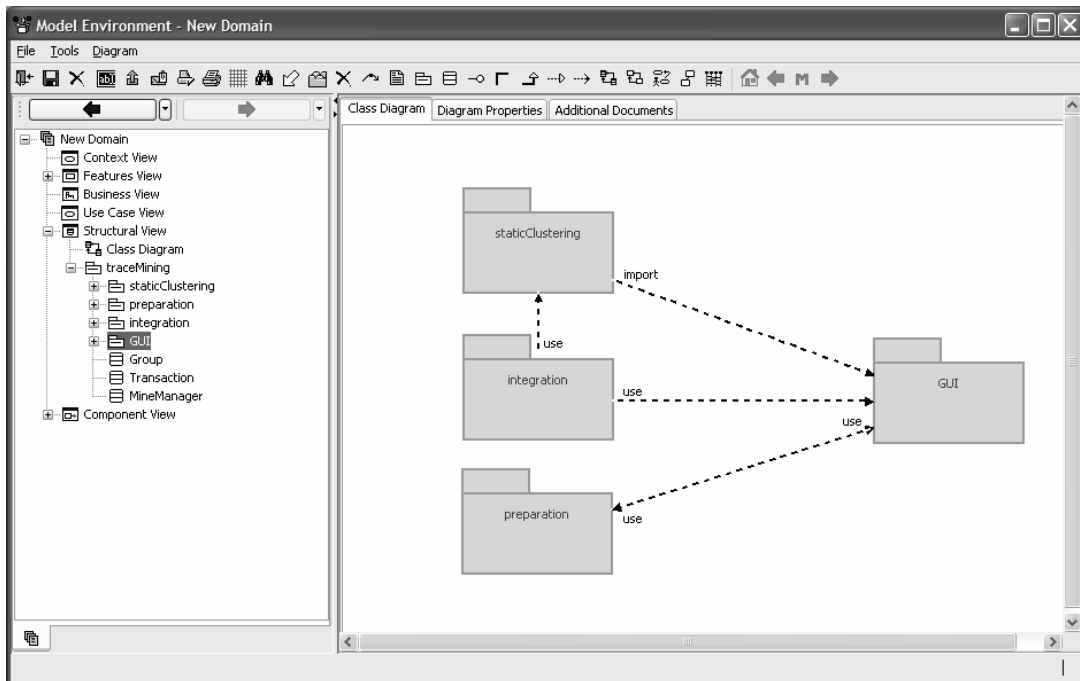 Model Environment - New Domain
File Tools Diagram
M
Class Diagram Diagram Properties Additional Documents
New Domain
Context View
Features View
Business View
Use Case View
Structural View
Class Diagram
traceMining
staticClustering
preparation
integration
GUI
Group
Transaction
MineManager
Component View
staticClustering
import
use
integration
use
GUI
use
preparation
use